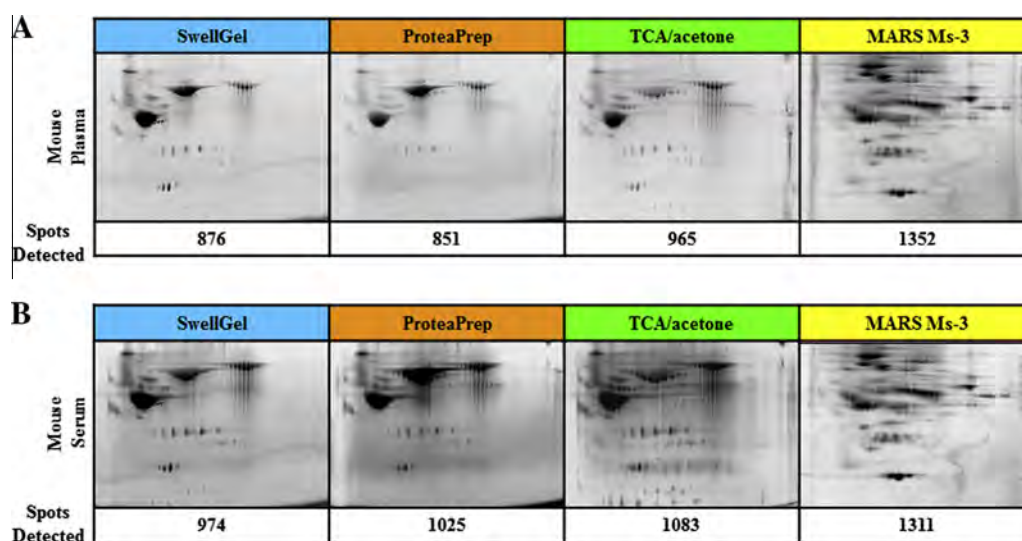 A
SwellGel ProteaPrep TCA/acetone MARS Ms-3
Mouse
Plasma
Spots
Detected
876 851 965 1352
B
SwellGel ProteaPrep TCA/acetone MARS Ms-3
Mouse
Serum
Spots
Detected
974 1025 1083 1311